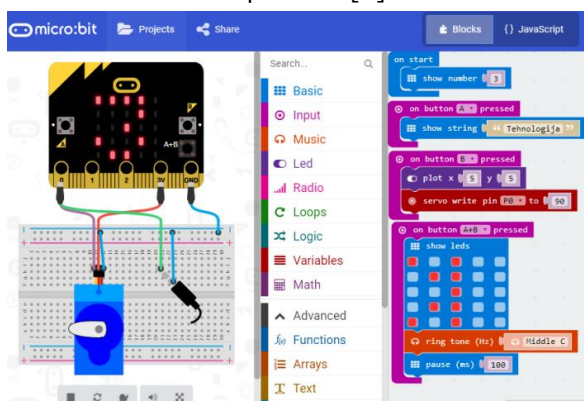 micro:bit Projects Share Blocks {} JavaScript
Search...
Basic
Input
Music
Led
Radio
Loops
Logic
Variables
Math
Advanced
Functions
Arrays
Text
A
B
A+B
0 1 2 3V GND
on start
show number 3
on button A pressed
show string " Tehnologija "
on button B pressed
plot x 5 y 5
servo write pin P0 to 90
on button A+B pressed
show leds
ring tone (Hz) Middle C
pause (ms) 100